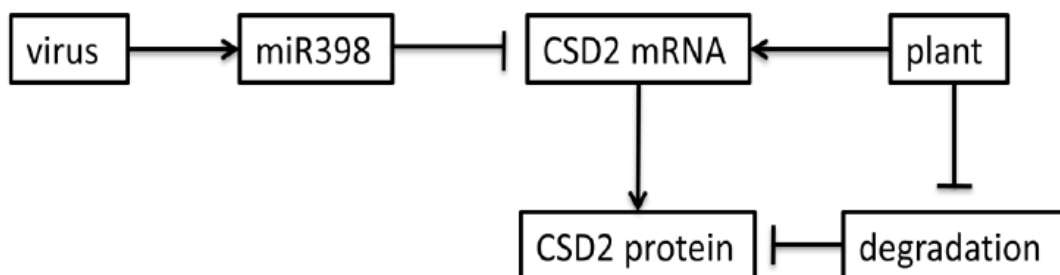 virus
miR398
CSD2 mRNA
plant
CSD2 protein
degradation